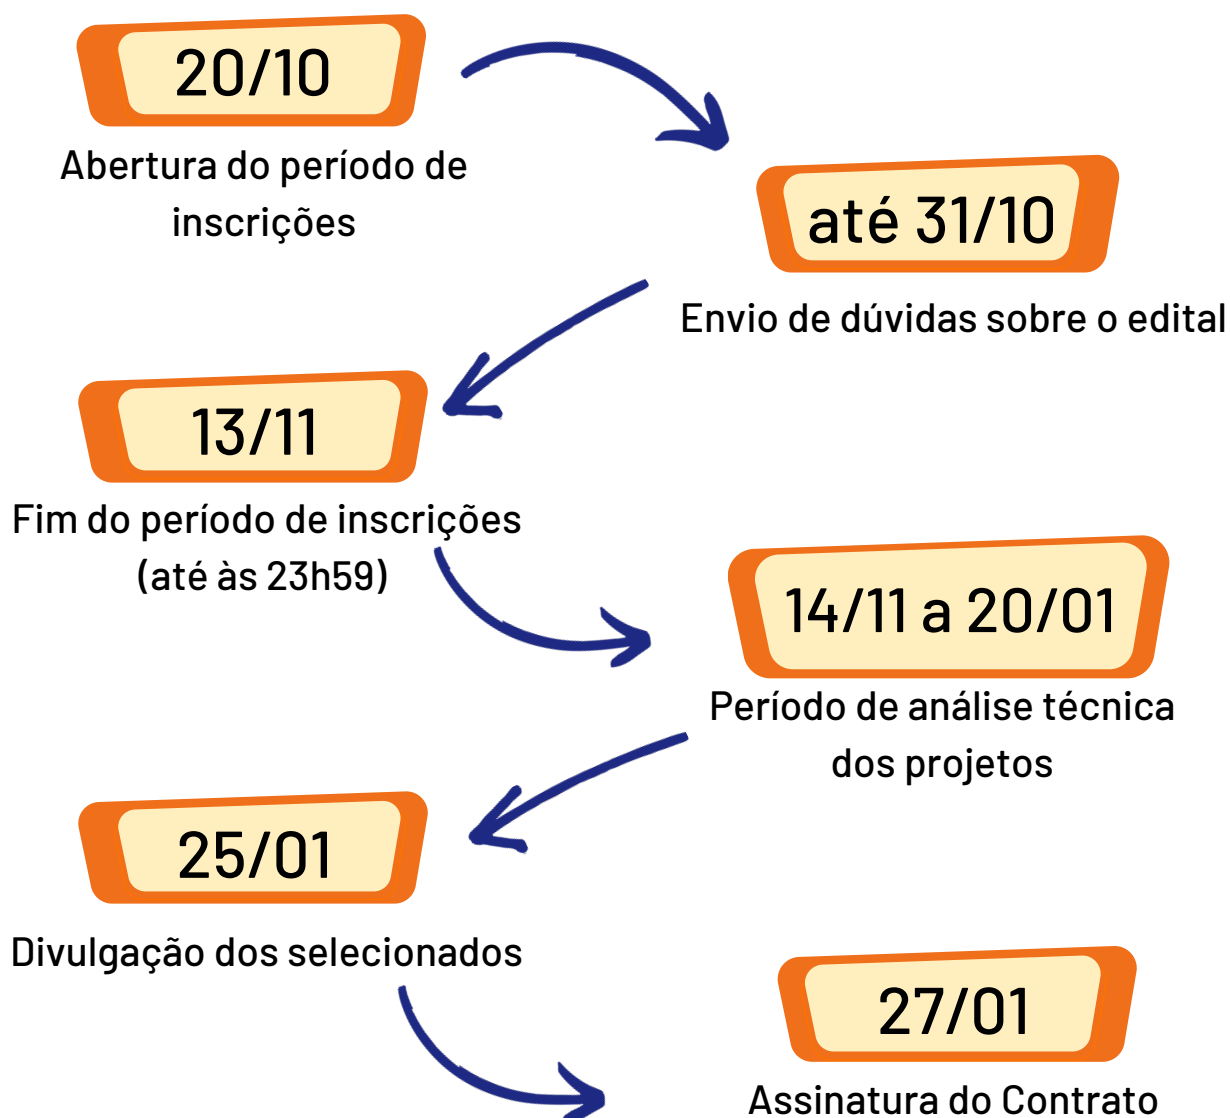 20/10
Abertura do período de
inscrições
até 31/10
Envio de dúvidas sobre o edital
13/11
Fim do período de inscrições
(até às 23h59)
14/11 a 20/01
Período de análise técnica
dos projetos
25/01
Divulgação dos selecionados
27/01
Assinatura do Contrato